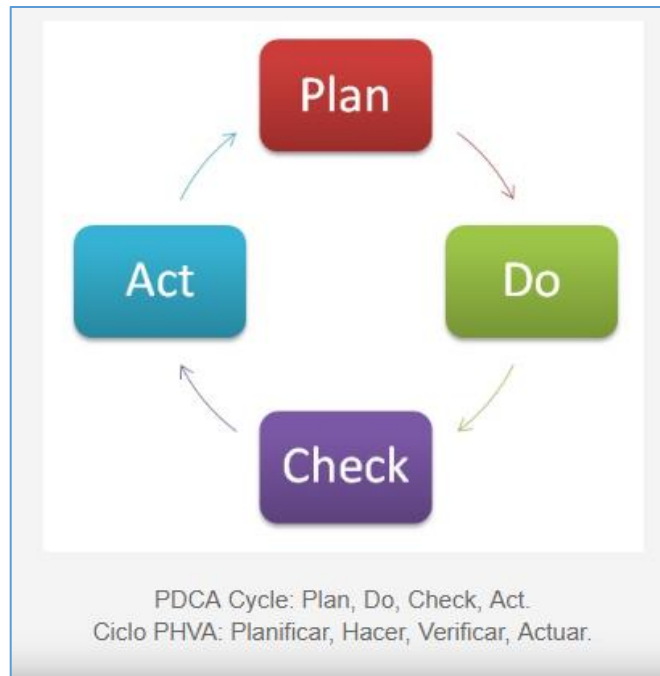 Plan
Do
Check
Act
PDCA Cycle: Plan, Do, Check, Act.
Ciclo PHVA: Planificar, Hacer, Verificar, Actuar.